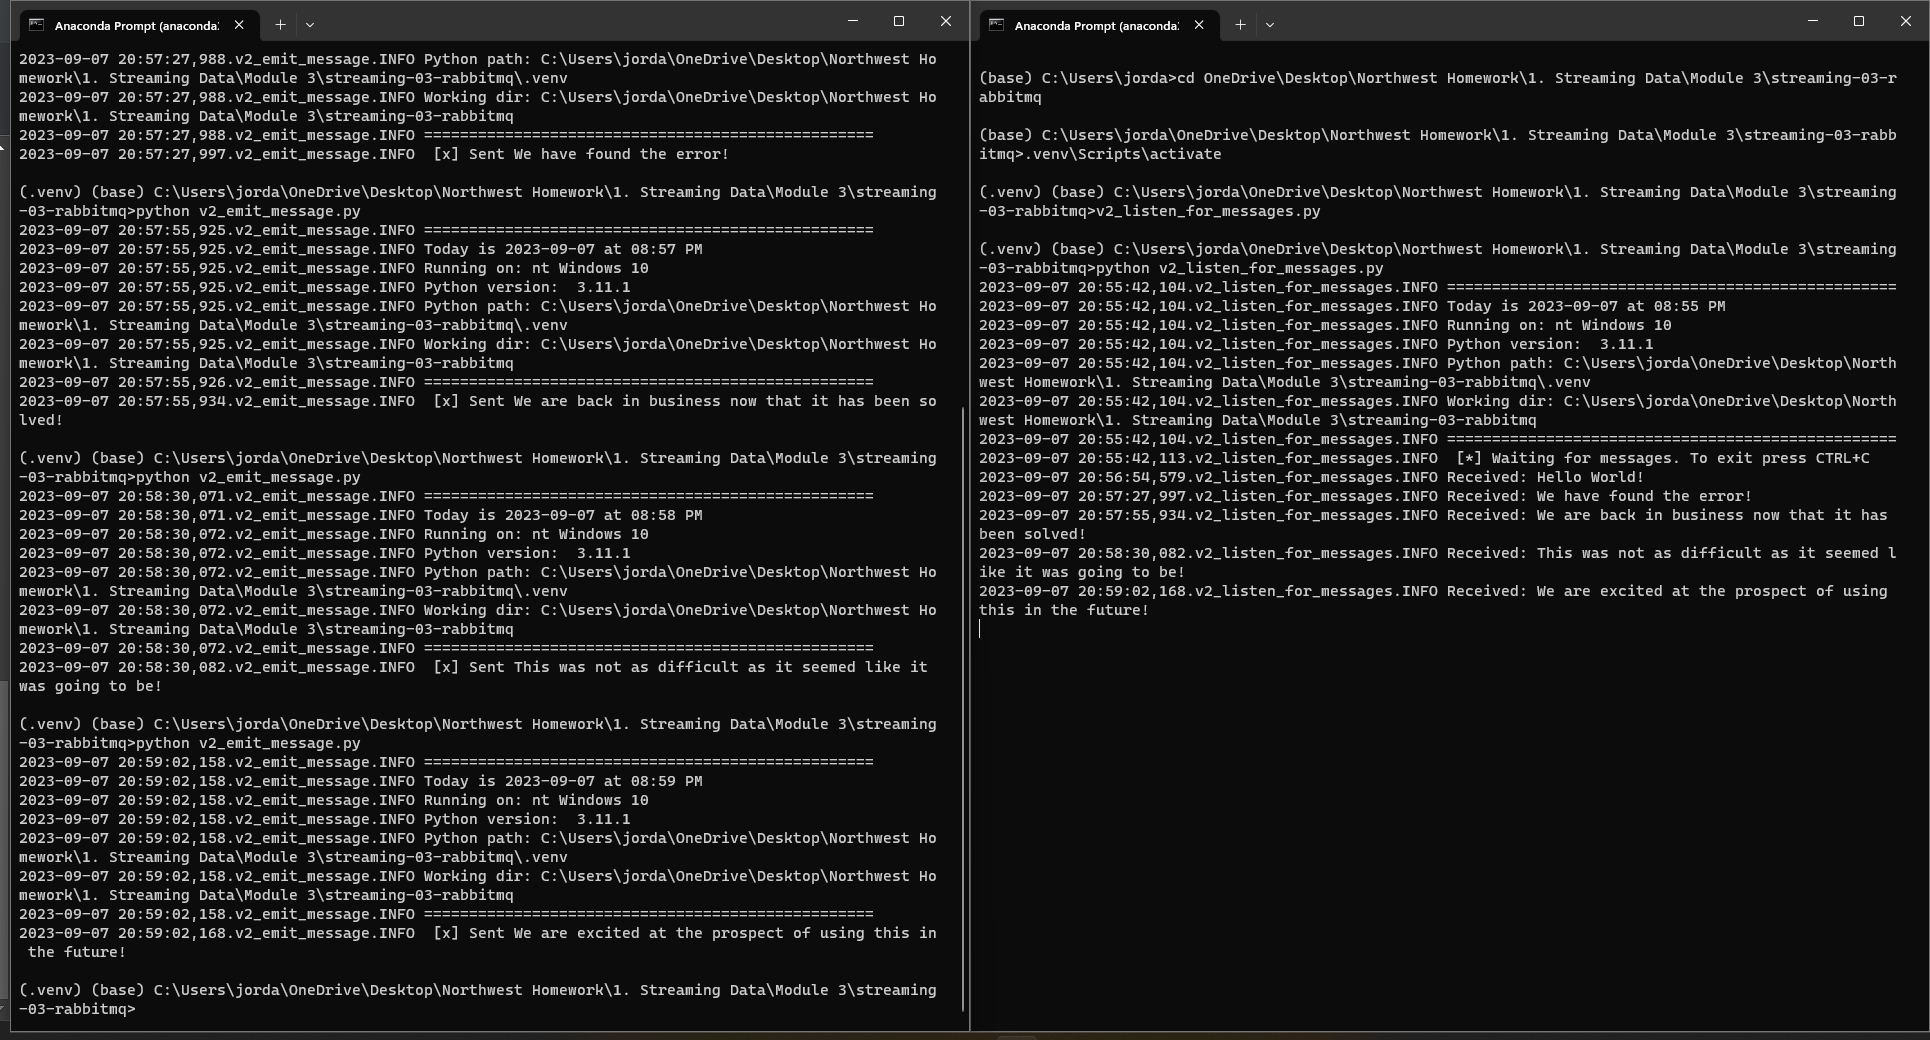 Anaconda Prompt (anaconda:
2023-09-07 20:57:27,988.v2_emit_message.INFO Python path: C:\Users\jorda\OneDrive\Desktop\Northwest Ho
mework\1. Streaming Data\Module 3\streaming-03-rabbitmq\.venv
2023-09-07 20:57:27,988.v2_emit_message.INFO Working dir: C:\Users\jorda\OneDrive\Desktop\Northwest Ho
mework\1. Streaming Data\Module 3\streaming-03-rabbitmq
2023-09-07 20:57:27,988.v2_emit_message.INFO ==================================================
2023-09-07 20:57:27,997.v2_emit_message.INFO  [x] Sent We have found the error!
(.venv) (base) C:\Users\jorda\OneDrive\Desktop\Northwest Homework\1. Streaming Data\Module 3\streaming
-03-rabbitmq>python v2_emit_message.py
2023-09-07 20:57:55,925.v2_emit_message.INFO ==================================================
2023-09-07 20:57:55,925.v2_emit_message.INFO Today is 2023-09-07 at 08:57 PM
2023-09-07 20:57:55,925.v2_emit_message.INFO Running on: nt Windows 10
2023-09-07 20:57:55,925.v2_emit_message.INFO Python version:  3.11.1
2023-09-07 20:57:55,925.v2_emit_message.INFO Python path: C:\Users\jorda\OneDrive\Desktop\Northwest Ho
mework\1. Streaming Data\Module 3\streaming-03-rabbitmq\.venv
2023-09-07 20:57:55,925.v2_emit_message.INFO Working dir: C:\Users\jorda\OneDrive\Desktop\Northwest Ho
mework\1. Streaming Data\Module 3\streaming-03-rabbitmq
2023-09-07 20:57:55,926.v2_emit_message.INFO ==================================================
2023-09-07 20:57:55,934.v2_emit_message.INFO  [x] Sent We are back in business now that it has been so
lved!
(.venv) (base) C:\Users\jorda\OneDrive\Desktop\Northwest Homework\1. Streaming Data\Module 3\streaming
-03-rabbitmq>python v2_emit_message.py
2023-09-07 20:58:30,071.v2_emit_message.INFO ==================================================
2023-09-07 20:58:30,071.v2_emit_message.INFO Today is 2023-09-07 at 08:58 PM
2023-09-07 20:58:30,072.v2_emit_message.INFO Running on: nt Windows 10
2023-09-07 20:58:30,072.v2_emit_message.INFO Python version:  3.11.1
2023-09-07 20:58:30,072.v2_emit_message.INFO Python path: C:\Users\jorda\OneDrive\Desktop\Northwest Ho
mework\1. Streaming Data\Module 3\streaming-03-rabbitmq\.venv
2023-09-07 20:58:30,072.v2_emit_message.INFO Working dir: C:\Users\jorda\OneDrive\Desktop\Northwest Ho
mework\1. Streaming Data\Module 3\streaming-03-rabbitmq
2023-09-07 20:58:30,072.v2_emit_message.INFO ==================================================
2023-09-07 20:58:30,082.v2_emit_message.INFO  [x] Sent This was not as difficult as it seemed like it
was going to be!
(.venv) (base) C:\Users\jorda\OneDrive\Desktop\Northwest Homework\1. Streaming Data\Module 3\streaming
-03-rabbitmq>python v2_emit_message.py
2023-09-07 20:59:02,158.v2_emit_message.INFO ==================================================
2023-09-07 20:59:02,158.v2_emit_message.INFO Today is 2023-09-07 at 08:59 PM
2023-09-07 20:59:02,158.v2_emit_message.INFO Running on: nt Windows 10
2023-09-07 20:59:02,158.v2_emit_message.INFO Python version:  3.11.1
2023-09-07 20:59:02,158.v2_emit_message.INFO Python path: C:\Users\jorda\OneDrive\Desktop\Northwest Ho
mework\1. Streaming Data\Module 3\streaming-03-rabbitmq\.venv
2023-09-07 20:59:02,158.v2_emit_message.INFO Working dir: C:\Users\jorda\OneDrive\Desktop\Northwest Ho
mework\1. Streaming Data\Module 3\streaming-03-rabbitmq
2023-09-07 20:59:02,158.v2_emit_message.INFO ==================================================
2023-09-07 20:59:02,168.v2_emit_message.INFO  [x] Sent We are excited at the prospect of using this in
 the future!
(.venv) (base) C:\Users\jorda\OneDrive\Desktop\Northwest Homework\1. Streaming Data\Module 3\streaming
-03-rabbitmq>
Anaconda Prompt (anaconda:
(base) C:\Users\jorda>cd OneDrive\Desktop\Northwest Homework\1. Streaming Data\Module 3\streaming-03-r
abbitmq
(base) C:\Users\jorda\OneDrive\Desktop\Northwest Homework\1. Streaming Data\Module 3\streaming-03-rabb
itmq>.venv\Scripts\activate
(.venv) (base) C:\Users\jorda\OneDrive\Desktop\Northwest Homework\1. Streaming Data\Module 3\streaming
-03-rabbitmq>v2_listen_for_messages.py
(.venv) (base) C:\Users\jorda\OneDrive\Desktop\Northwest Homework\1. Streaming Data\Module 3\streaming
-03-rabbitmq>python v2_listen_for_messages.py
2023-09-07 20:55:42,104.v2_listen_for_messages.INFO ==================================================
2023-09-07 20:55:42,104.v2_listen_for_messages.INFO Today is 2023-09-07 at 08:55 PM
2023-09-07 20:55:42,104.v2_listen_for_messages.INFO Running on: nt Windows 10
2023-09-07 20:55:42,104.v2_listen_for_messages.INFO Python version:  3.11.1
2023-09-07 20:55:42,104.v2_listen_for_messages.INFO Python path: C:\Users\jorda\OneDrive\Desktop\North
west Homework\1. Streaming Data\Module 3\streaming-03-rabbitmq\.venv
2023-09-07 20:55:42,104.v2_listen_for_messages.INFO Working dir: C:\Users\jorda\OneDrive\Desktop\North
west Homework\1. Streaming Data\Module 3\streaming-03-rabbitmq
2023-09-07 20:55:42,104.v2_listen_for_messages.INFO ==================================================
2023-09-07 20:55:42,113.v2_listen_for_messages.INFO  [*] Waiting for messages. To exit press CTRL+C
2023-09-07 20:56:54,579.v2_listen_for_messages.INFO Received: Hello World!
2023-09-07 20:57:27,997.v2_listen_for_messages.INFO Received: We have found the error!
2023-09-07 20:57:55,934.v2_listen_for_messages.INFO Received: We are back in business now that it has
been solved!
2023-09-07 20:58:30,082.v2_listen_for_messages.INFO Received: This was not as difficult as it seemed l
ike it was going to be!
2023-09-07 20:59:02,168.v2_listen_for_messages.INFO Received: We are excited at the prospect of using
this in the future!